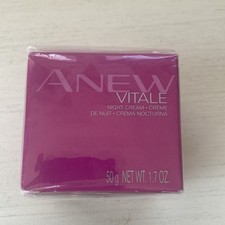 ANEW
VITALE
NIGHT CREAM • CRÈME
DE NUIT • CREMA NOCTURNA
50 g NET WT. 1.7 OZ.